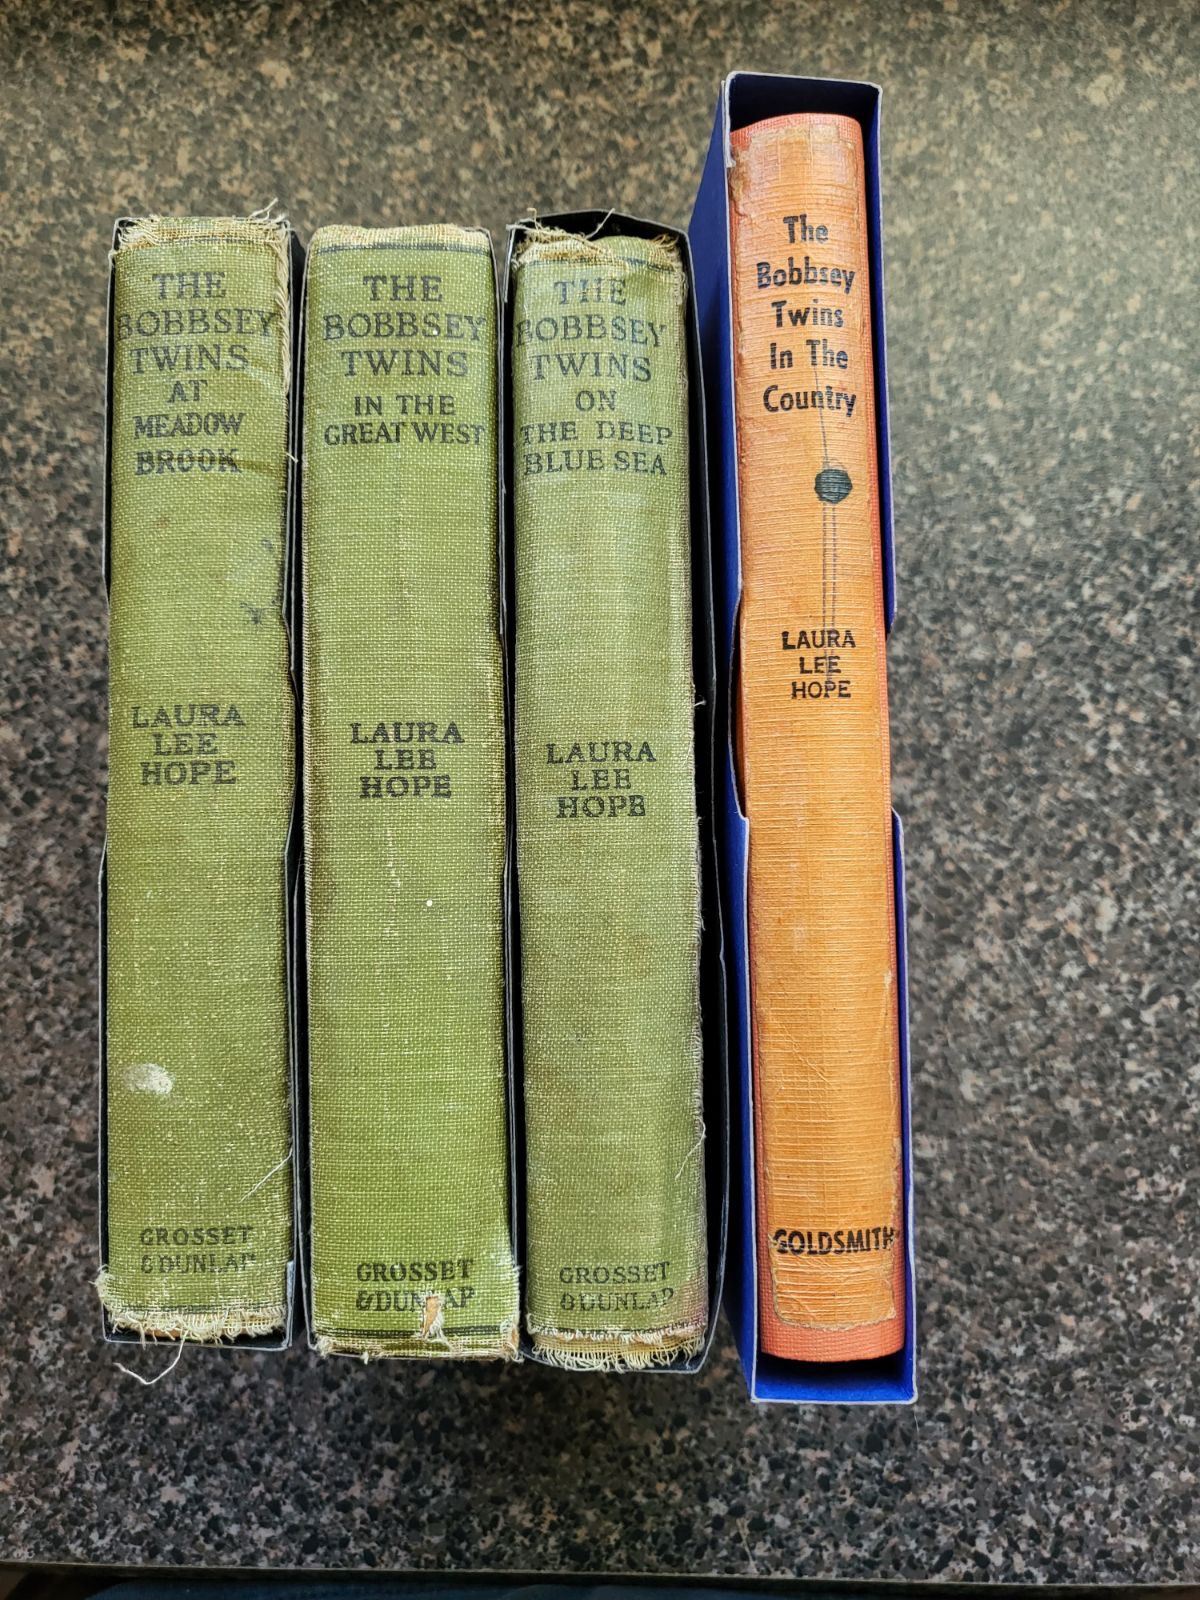 THE
BOBBSEY
TWINS
AT
MEADOW
BROOK
LAURA
LEE
HOPE
GROSSET
& DUNLAP
THE
BOBBSEY
TWINS
IN THE
GREAT WEST
LAURA
LEE
HOPE
GROSSET
& DUNLAP
THE
BOBBSEY
TWINS
ON
THE DEEP
BLUE SEA
LAURA
LEE
HOPE
GROSSET
& DUNLAP
The
Bobbsey
Twins
In The
Country
LAURA
LEE
HOPE
GOLDSMITH